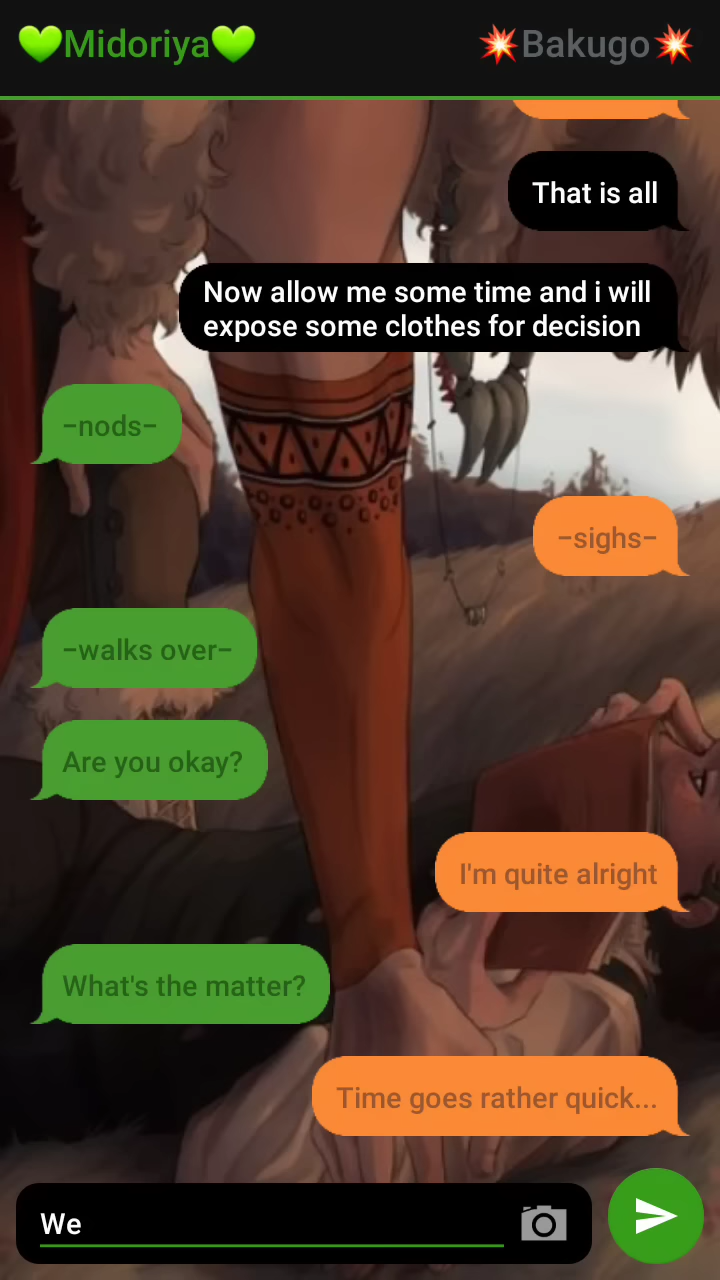 💚Midoriya💚
💥Bakugo💥
That is all
Now allow me some time and i will
expose some clothes for decision
–nods–
–sighs–
–walks over–
Are you okay?
I'm quite alright
What's the matter?
Time goes rather quick...
We